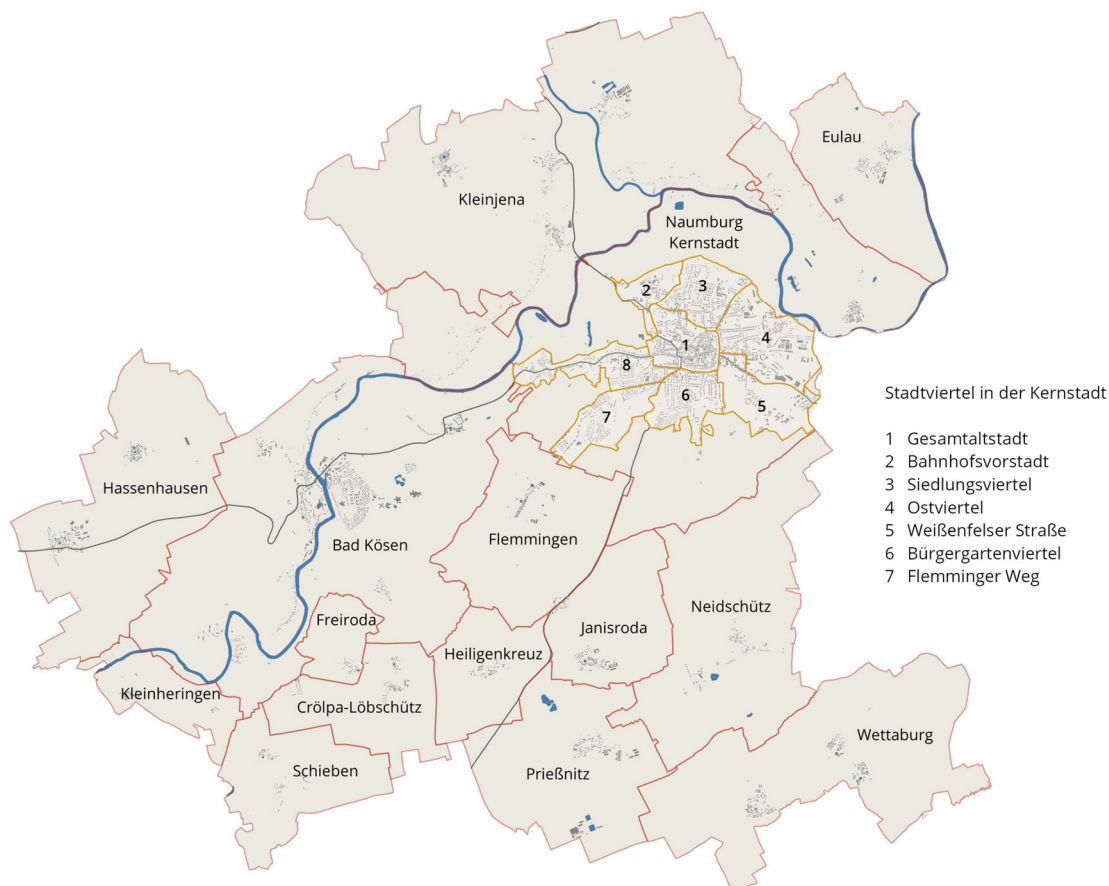 Eulau
Kleinjena
Naumburg
Kernstadt
2
3
4
1
8
6
5
7
Hassenhausen
Bad Kösen
Flemmingen
Freiroda
Janisroda
Neidschütz
Heiligenkreuz
Kleinheringen
Crölpa-Löbschütz
Wettaburg
Schieben
Prießnitz
Stadtviertel in der Kernstadt
1 Gesamtaltstadt
2 Bahnhofsvorstadt
3 Siedlungsviertel
4 Ostviertel
5 Weißenfelser Straße
6 Bürgergartenviertel
7 Flemminger Weg